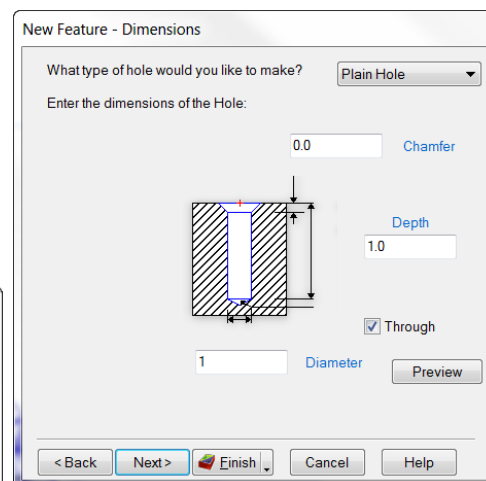 New Feature - Dimensions
What type of hole would you like to make? Plain Hole
Enter the dimensions of the Hole:
0.0 Chamfer
Depth
1.0
Through
1 Diameter
Preview
< Back Next > Finish Cancel Help